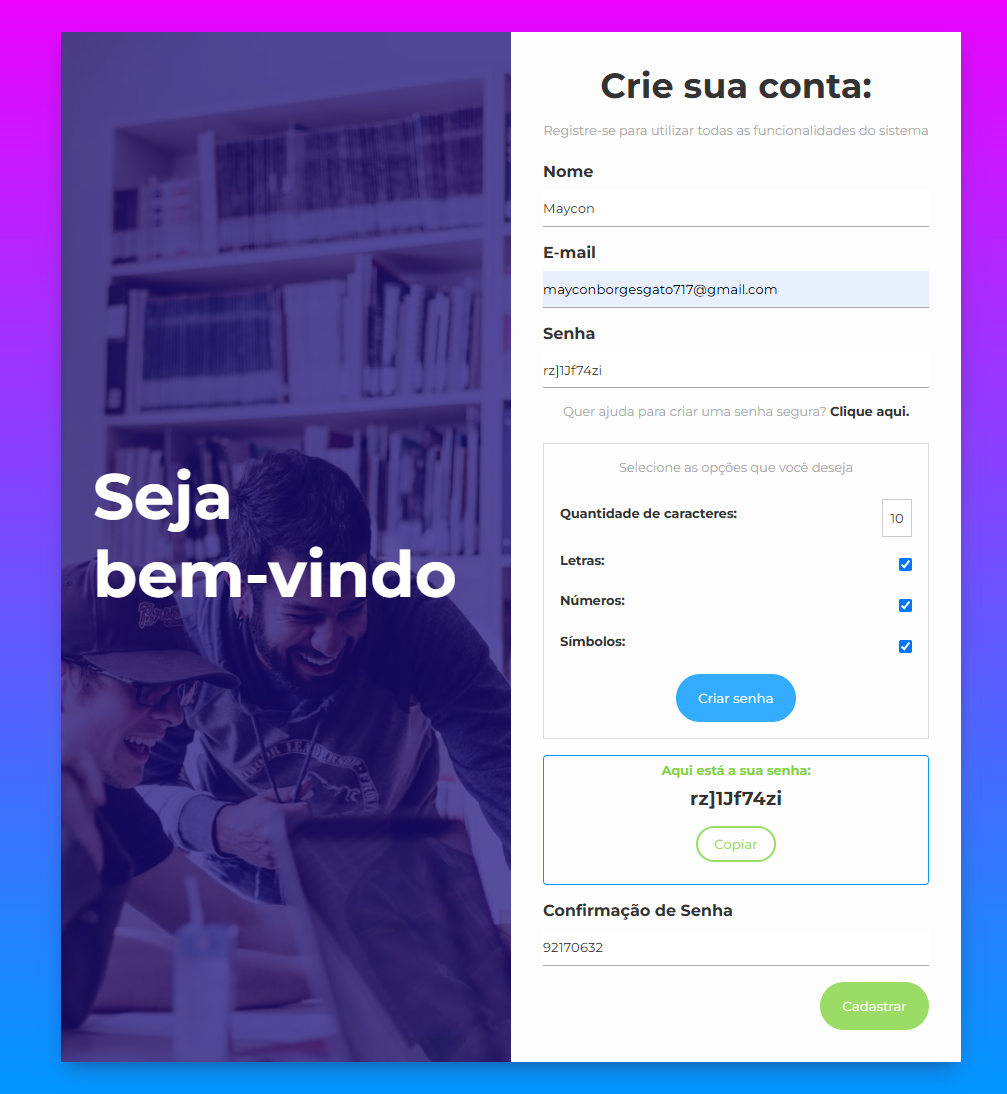 Seja
bem-vindo
Crie sua conta:
Registre-se para utilizar todas as funcionalidades do sistema
Nome
Maycon
E-mail
mayconborgesgato717@gmail.com
Senha
rz]1Jf74zi
Quer ajuda para criar uma senha segura? Clique aqui.
Selecione as opções que você deseja
Quantidade de caracteres: 10
Letras:
Números:
Símbolos:
Criar senha
Aqui está a sua senha:
rz]1Jf74zi
Copiar
Confirmação de Senha
92170632
Cadastrar